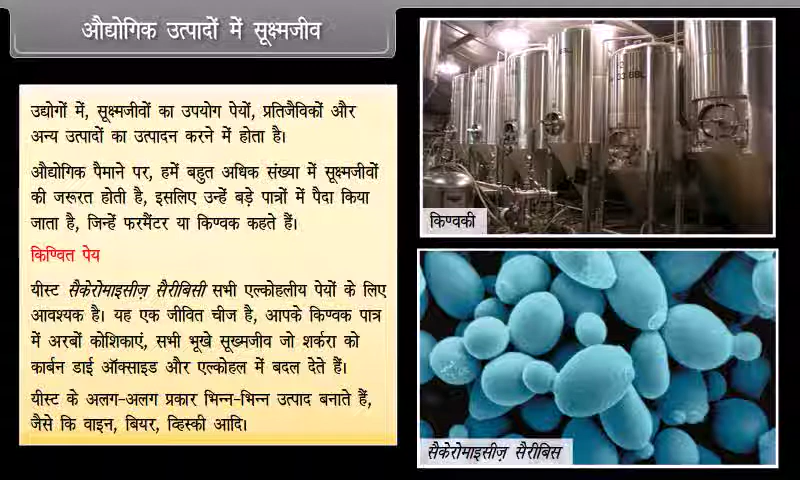 औद्योगिक उत्पादों में सूक्ष्मजीव
उद्योगों में, सूक्ष्मजीवों का उपयोग पेयों, प्रतिजैविकों और
अन्य उत्पादों का उत्पादन करने में होता है।
औद्योगिक पैमाने पर, हमें बहुत अधिक संख्या में सूक्ष्मजीवों
की जरूरत होती है, इसलिए उन्हें बड़े पात्रों में पैदा किया
जाता है, जिन्हें फरमैंटर या किण्वक कहते हैं।
किण्वित पेय
यीस्ट सैकेरोमाइसीज़ सैरीबिसी सभी एल्कोहलीय पेयों के लिए
आवश्यक है। यह एक जीवित चीज है, आपके किण्वक पात्र
में अरबों कोशिकाएं, सभी भूखे सूख्मजीव जो शर्करा को
कार्बन डाई ऑक्साइड और एल्कोहल में बदल देते हैं।
यीस्ट के अलग-अलग प्रकार भिन्न-भिन्न उत्पाद बनाते हैं,
जैसे कि वाइन, बियर, व्हिस्की आदि।
किण्वकी
सैकेरोमाइसीज़ सैरीबिस